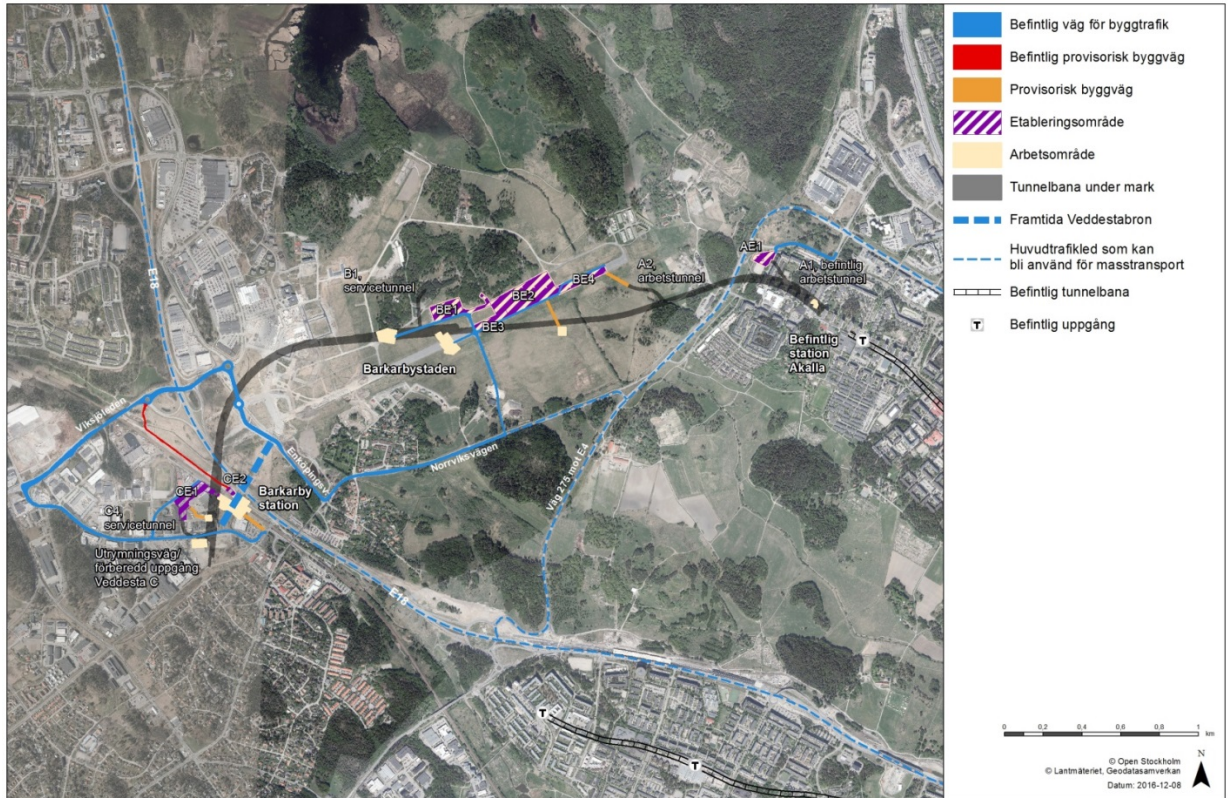 E18
B1,
servicetunnel
BE1
BE2
BE3
BE4
A2,
arbetstunnel
AE1
A1, befintlig
arbetstunnel
Befintlig
station
Akalla
T
Barkarbystaden
Viksjöleden
Enköpingsv.
Norrviksvägen
Väg 275 mot E4
CE1
CE2
Barkarby
station
C4,
servicetunnel
Utrymningsväg/
förberedd uppgång
Veddesta C
E18
T
T
Befintlig väg för byggtrafik
Befintlig provisorisk byggväg
Provisorisk byggväg
Etableringsområde
Arbetsområde
Tunnelbana under mark
Framtida Veddestabron
Huvudtrafikled som kan
bli använd för masstransport
Befintlig tunnelbana
T Befintlig uppgång
0 0,2 0,4 0,6 0,8 1
km
© Open Stockholm
© Lantmäteriet, Geodatasamverkan
Datum: 2016-12-08
N